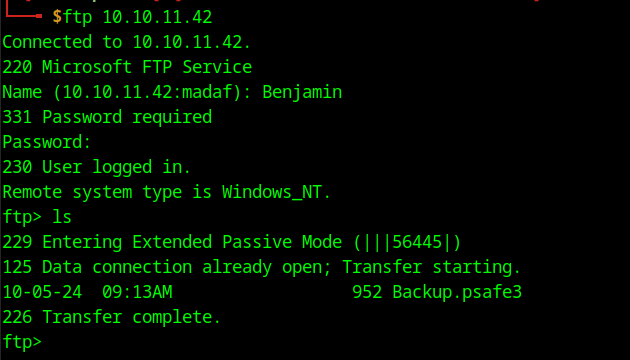 $ftp 10.10.11.42
Connected to 10.10.11.42.
220 Microsoft FTP Service
Name (10.10.11.42:madaf): Benjamin
331 Password required
Password:
230 User logged in.
Remote system type is Windows_NT.
ftp> ls
229 Entering Extended Passive Mode (|||56445|)
125 Data connection already open; Transfer starting.
10-05-24  09:13AM                  952 Backup.psafe3
226 Transfer complete.
ftp>